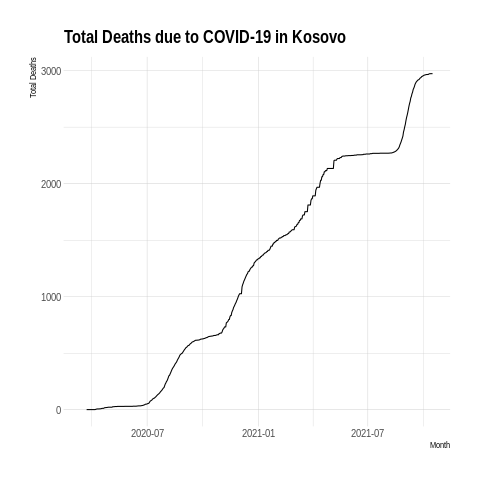 Total Deaths due to COVID-19 in Kosovo
Total Deaths
3000
2000
1000
0
2020-07
2021-01
2021-07
Month